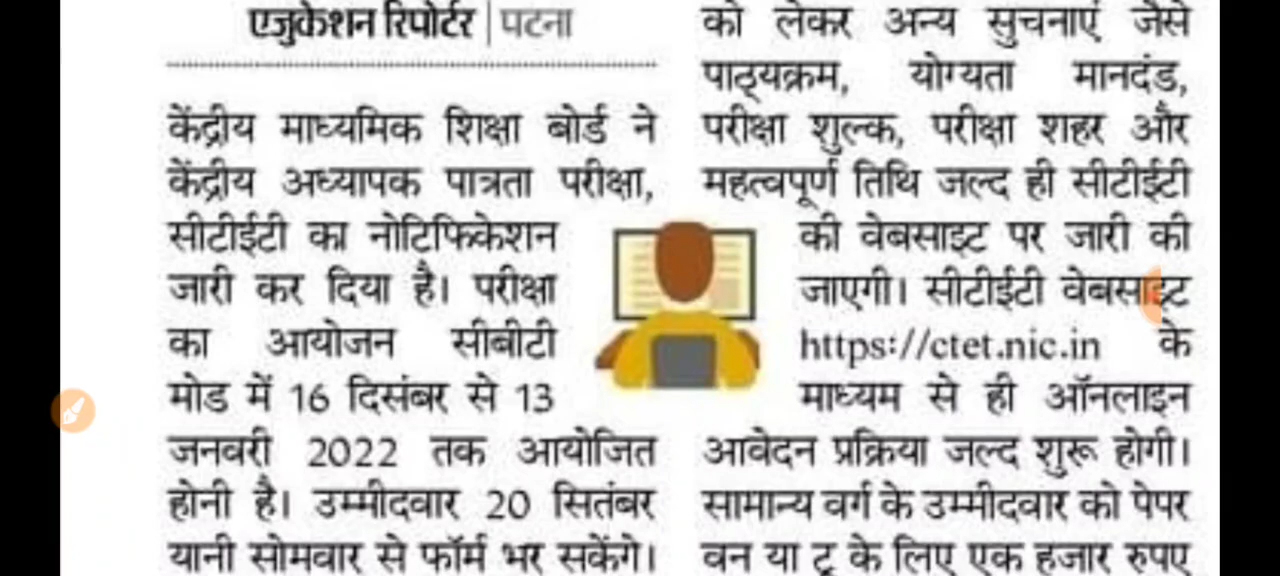 एजुकेशन रिपोर्टर | पटना
केंद्रीय माध्यमिक शिक्षा बोर्ड ने
केंद्रीय अध्यापक पात्रता परीक्षा,
सीटीईटी का नोटिफिकेशन
जारी कर दिया है। परीक्षा
का आयोजन सीबीटी
मोड में 16 दिसंबर से 13
जनवरी 2022 तक आयोजित
होनी है। उम्मीदवार 20 सितंबर
यानी सोमवार से फॉर्म भर सकेंगे।
को लेकर अन्य सुचनाएं जैसे
पाठ्यक्रम, योग्यता मानदंड,
परीक्षा शुल्क, परीक्षा शहर और
महत्वपूर्ण तिथि जल्द ही सीटीईटी
की वेबसाइट पर जारी की
जाएगी। सीटीईटी वेबसाइट
https://ctet.nic.in के
माध्यम से ही ऑनलाइन
आवेदन प्रक्रिया जल्द शुरू होगी।
सामान्य वर्ग के उम्मीदवार को पेपर
वन या टू के लिए एक हजार रुपए